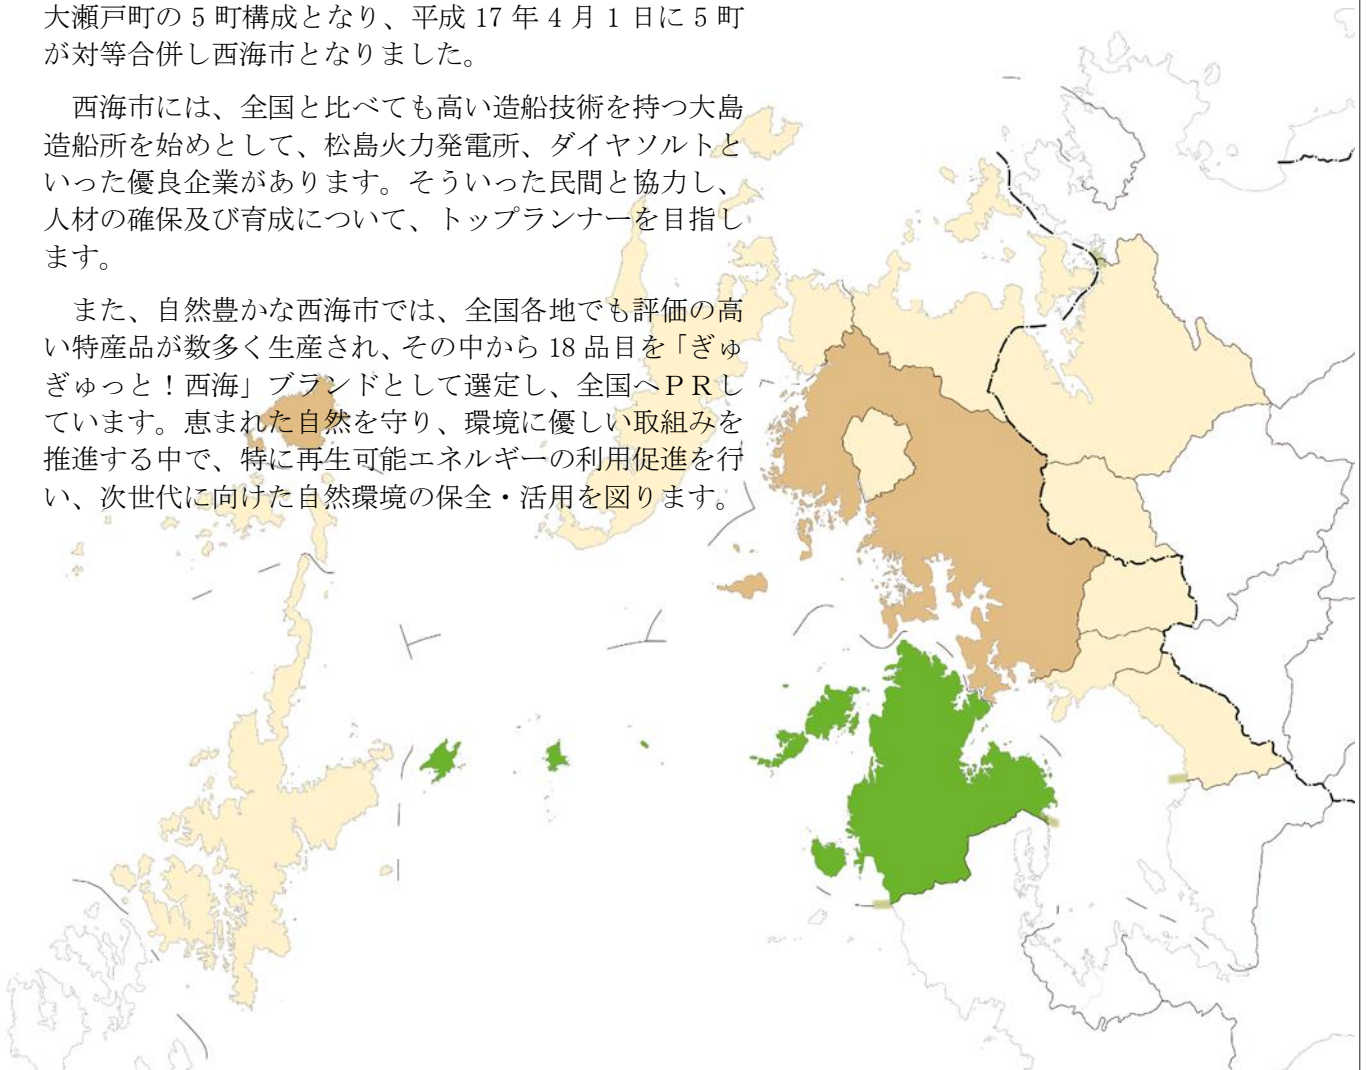 大瀬戸町の 5 町構成となり、平成 17 年 4 月 1 日に 5 町
が対等合併し西海市となりました。
　西海市には、全国と比べても高い造船技術を持つ大島
造船所を始めとして、松島火力発電所、ダイヤソルトと
いった優良企業があります。そういった民間と協力し、
人材の確保及び育成について、トップランナーを目指し
ます。
　また、自然豊かな西海市では、全国各地でも評価の高
い特産品が数多く生産され、その中から 18 品目を「ぎゅ
ぎゅっと！西海」ブランドとして選定し、全国へＰＲし
ています。恵まれた自然を守り、環境に優しい取組みを
推進する中で、特に再生可能エネルギーの利用促進を行
い、次世代に向けた自然環境の保全・活用を図ります。